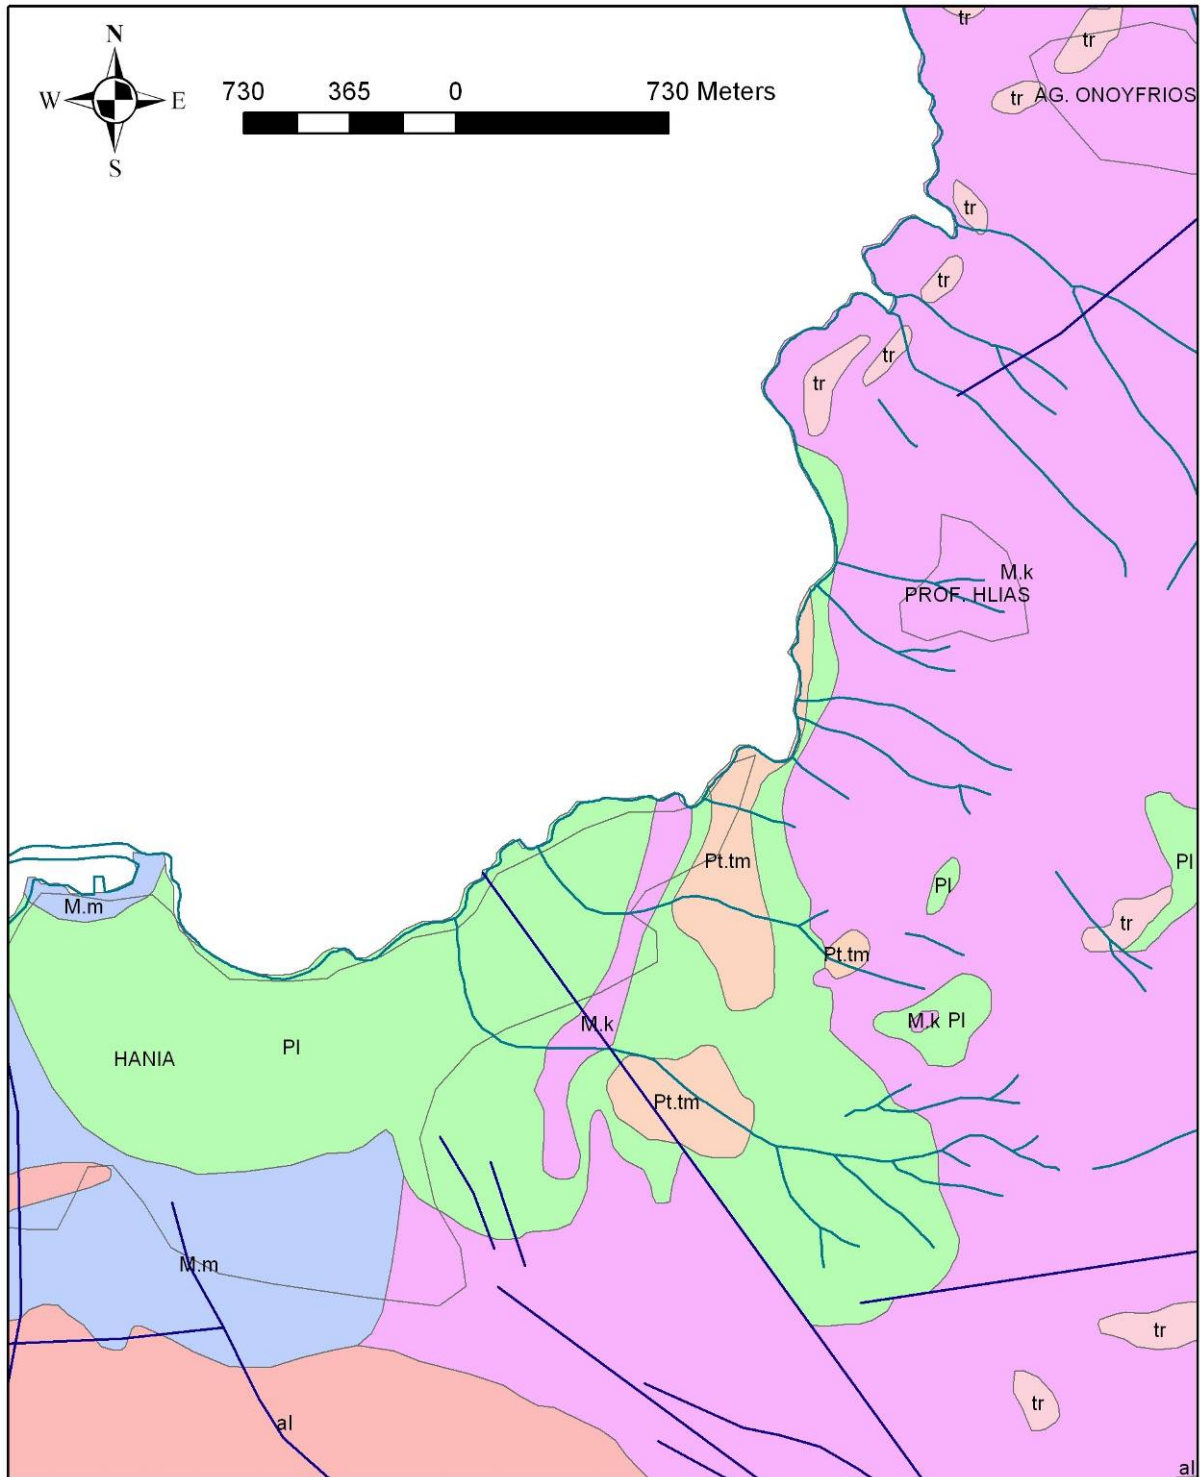 tr
N
tr
W E
730 365 0 730 Meters
tr AG. ONOYFRIOS
S
tr
tr
tr
tr
M.k
PROF. HLIAS
Pt.tm
Pl
Pl
M.m
tr
Pt.tm
M.k
M.k Pl
Pl
HANIA
Pt.tm
M.m
tr
tr
al
al